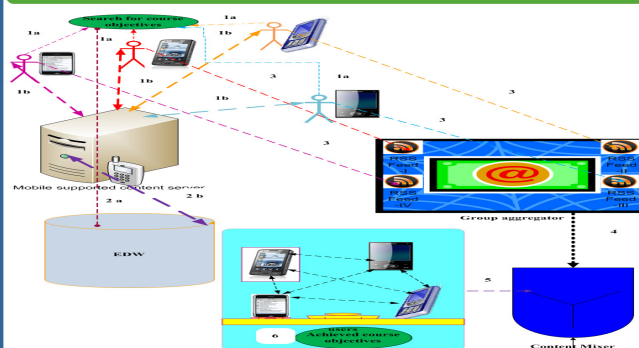 1a
Search for course
objectives
1a
1a
1b
1b
1b
1b
3
1a
3
3
3
RSS
Feed
-I
RSS
Feed
-II
RSS
Feed
-IV
RSS
Feed
-III
@
Mobile supported content server
2 a
2 b
Group aggregator
4
EDW
5
users
6
Achieved course
objectives
Content Mixer